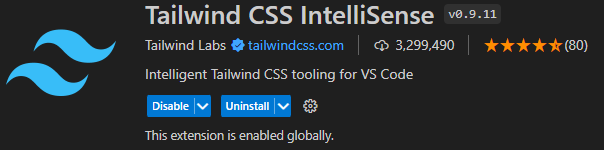 Tailwind CSS IntelliSense v0.9.11
Tailwind Labs tailwindcss.com 3,299,490 (80)
Intelligent Tailwind CSS tooling for VS Code
Disable Uninstall
This extension is enabled globally.